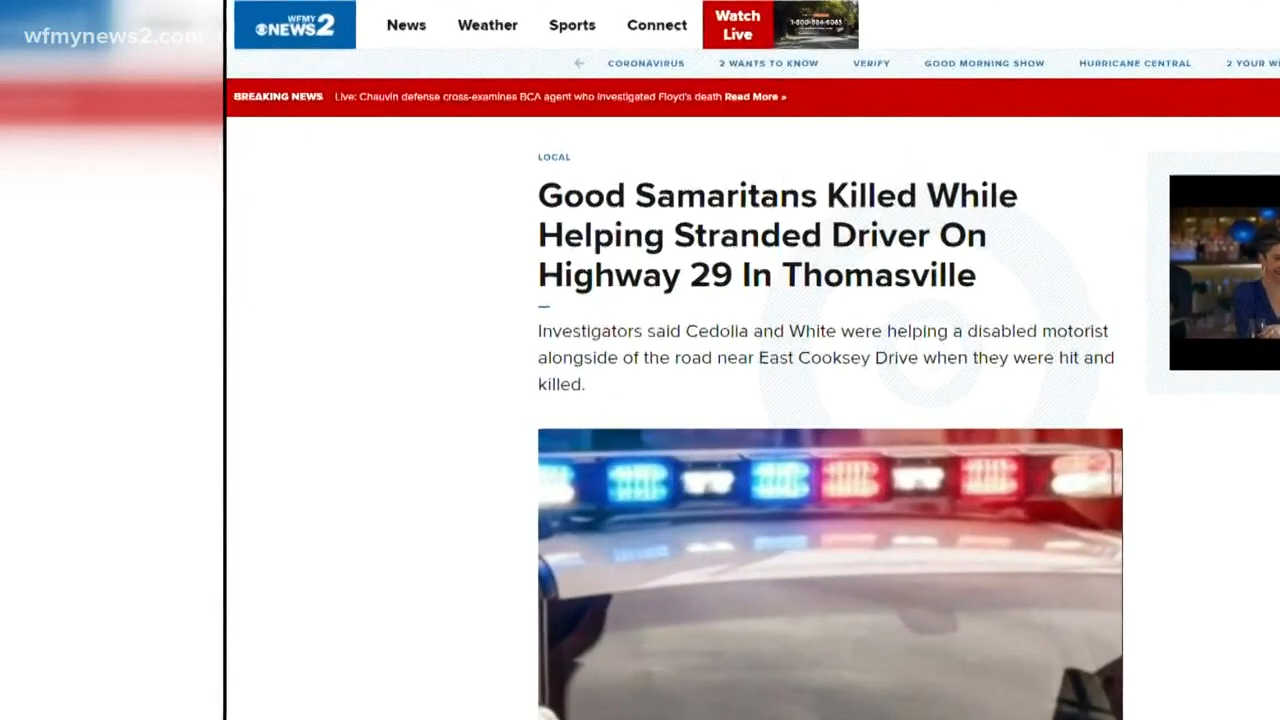 wfmynews2.com
WFMY
NEWS 2
News
Weather
Sports
Connect
Watch
Live
CORONAVIRUS
2 WANTS TO KNOW
VERIFY
GOOD MORNING SHOW
HURRICANE CENTRAL
2 YOUR
BREAKING NEWS
Live: Chauvin defense cross-examines BCA agent who investigated Floyd's death Read More »
LOCAL
Good Samaritans Killed While
Helping Stranded Driver On
Highway 29 In Thomasville
Investigators said Cedolia and White were helping a disabled motorist
alongside of the road near East Cooksey Drive when they were hit and
killed.